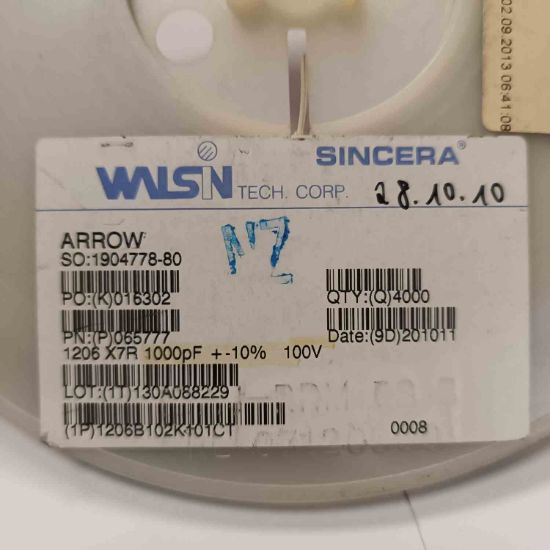 02.09.2013 06:41:08
WALSIN TECH. CORP.
SINCERA®
28.10.10
ARROW
SO:1904778-80
NZ
PO:(K)016302
QTY:(Q)4000
PN:(P)065777
Date:(9D)201011
1206 X7R 1000pF +-10% 100V
LOT:(1T)130A088229
(1P)1206B102K101CT
0008